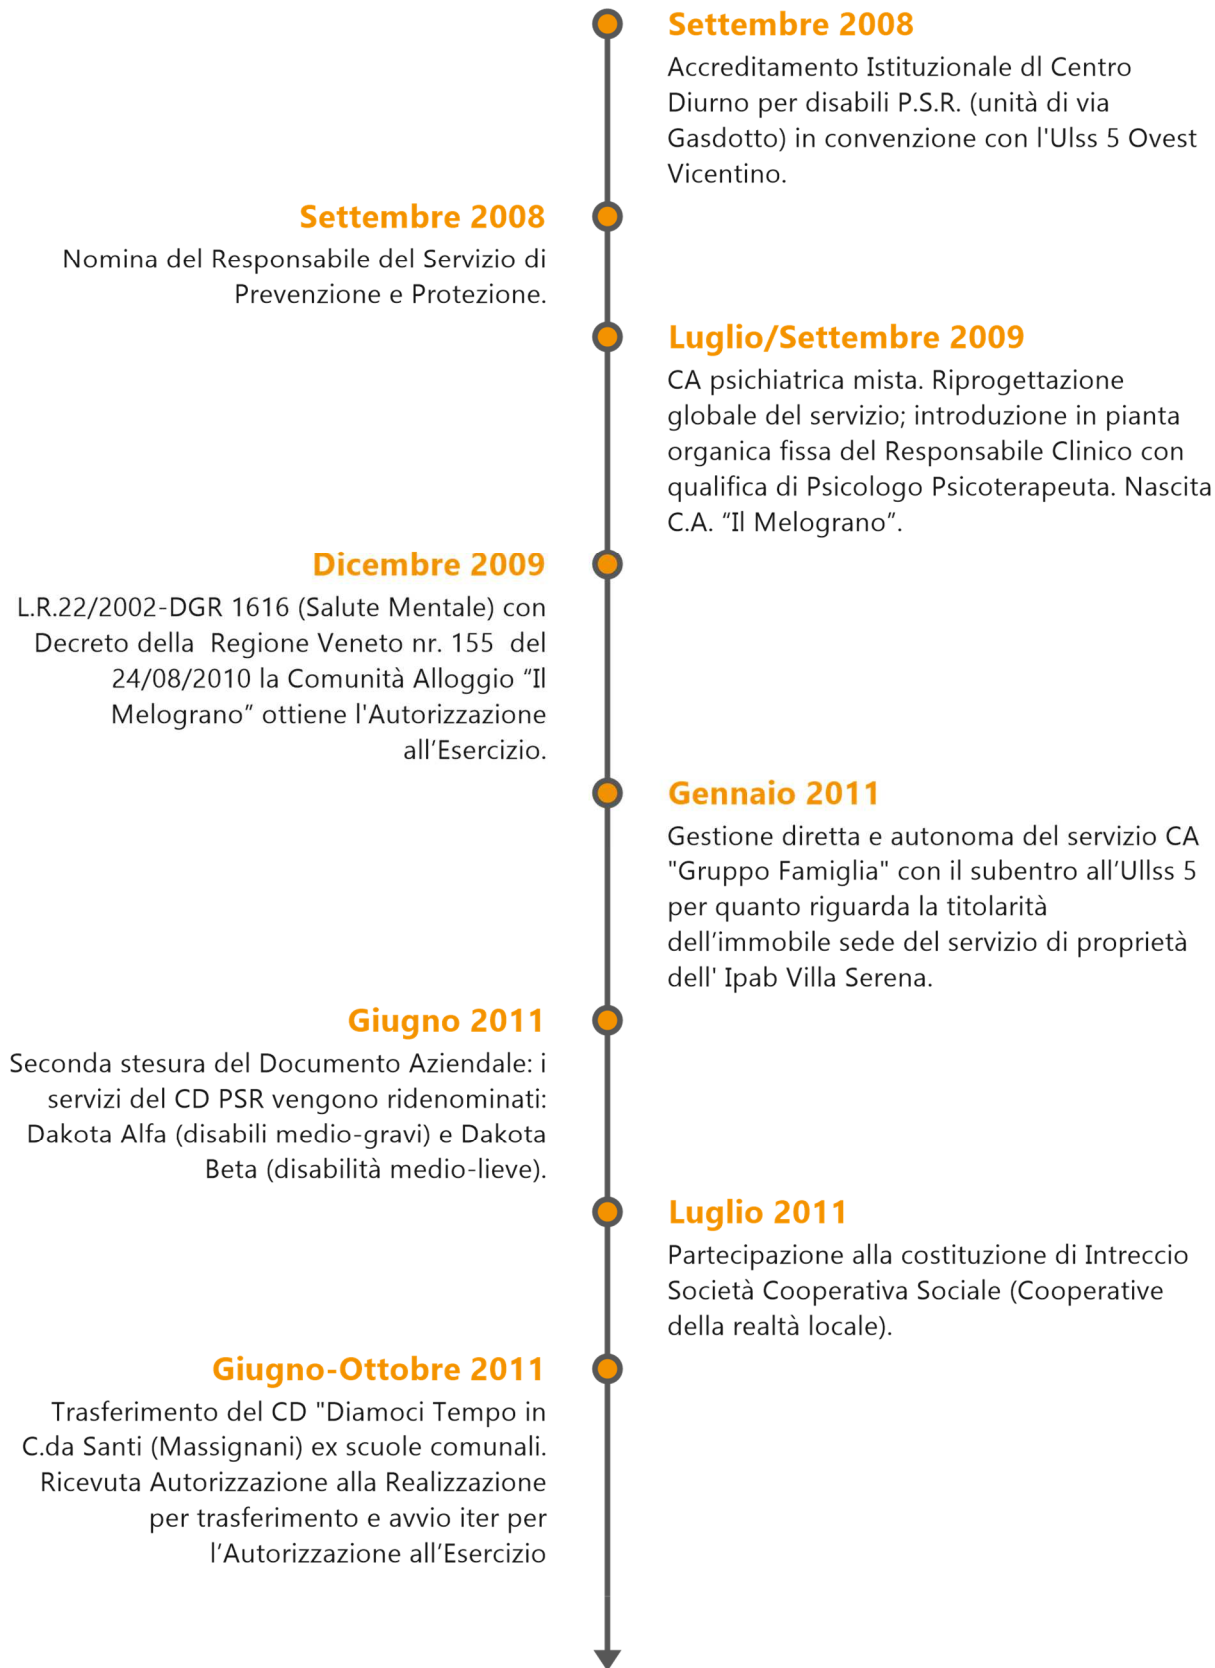 Settembre 2008
Accreditamento Istituzionale dl Centro
Diurno per disabili P.S.R. (unità di via
Gasdotto) in convenzione con l'Ulss 5 Ovest
Vicentino.
Settembre 2008
Nomina del Responsabile del Servizio di
Prevenzione e Protezione.
Luglio/Settembre 2009
CA psichiatrica mista. Riprogettazione
globale del servizio; introduzione in pianta
organica fissa del Responsabile Clinico con
qualifica di Psicologo Psicoterapeuta. Nascita
C.A. “Il Melograno”.
Dicembre 2009
L.R.22/2002-DGR 1616 (Salute Mentale) con
Decreto della  Regione Veneto nr. 155  del
24/08/2010 la Comunità Alloggio “Il
Melograno” ottiene l'Autorizzazione
all’Esercizio.
Gennaio 2011
Gestione diretta e autonoma del servizio CA
"Gruppo Famiglia" con il subentro all’Ullss 5
per quanto riguarda la titolarità
dell’immobile sede del servizio di proprietà
dell' Ipab Villa Serena.
Giugno 2011
Seconda stesura del Documento Aziendale: i
servizi del CD PSR vengono ridenominati:
Dakota Alfa (disabili medio-gravi) e Dakota
Beta (disabilità medio-lieve).
Luglio 2011
Partecipazione alla costituzione di Intreccio
Società Cooperativa Sociale (Cooperative
della realtà locale).
Giugno-Ottobre 2011
Trasferimento del CD "Diamoci Tempo in
C.da Santi (Massignani) ex scuole comunali.
Ricevuta Autorizzazione alla Realizzazione
per trasferimento e avvio iter per
l’Autorizzazione all’Esercizio